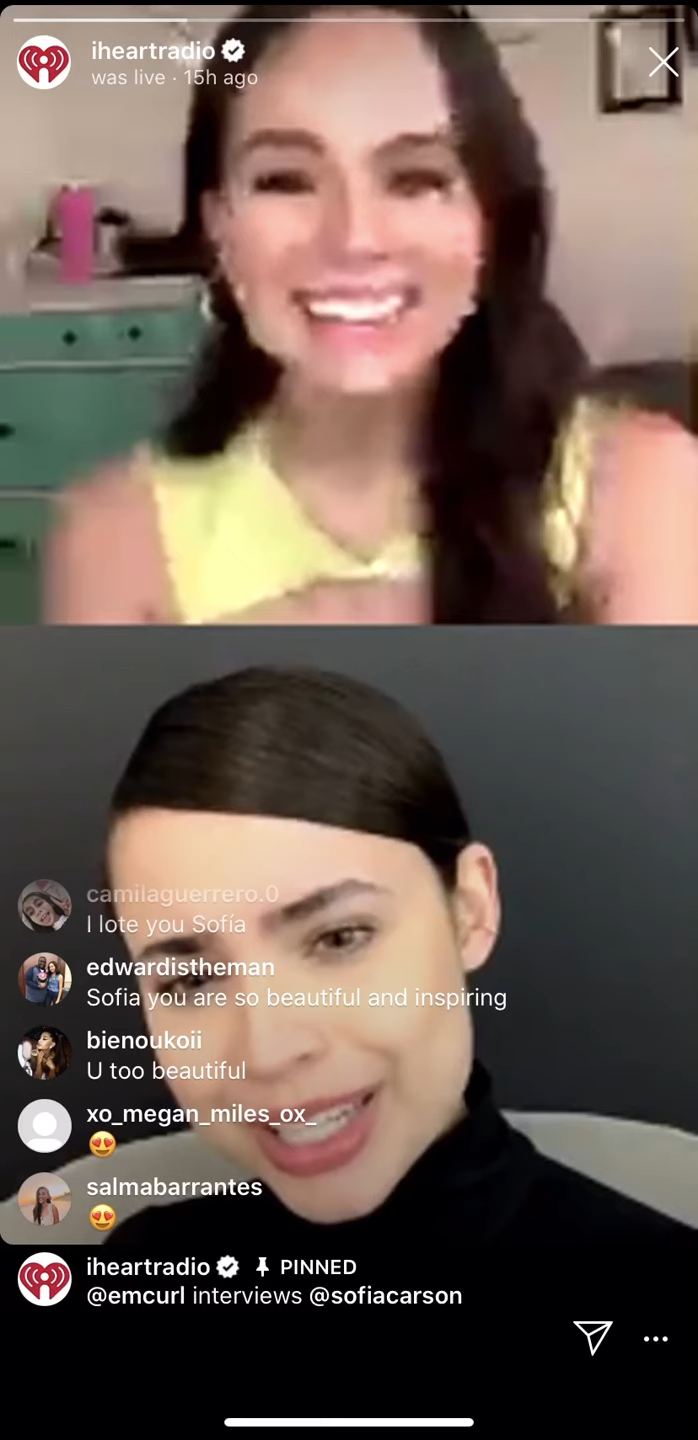 iheartradio
was live · 15h ago
camilaguerrero.0
I lote you Sofía
edwardistheman
Sofia you are so beautiful and inspiring
bienoukoii
U too beautiful
xo_megan_miles_ox_
😍
salmabarrantes
😍
iheartradio PINNED
@emcurl interviews @sofiacarson